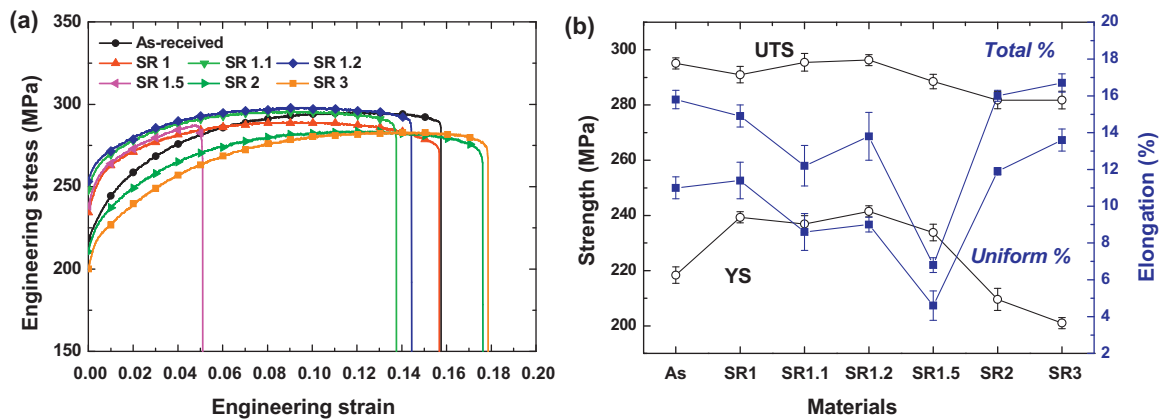 (a)
350
300
250
200
150
Engineering stress (MPa)
As-received
SR 1 SR 1.1 SR 1.2
SR 1.5 SR 2 SR 3
0.00 0.02 0.04 0.06 0.08 0.10 0.12 0.14 0.16 0.18 0.20
Engineering strain
(b)
300
280
260
240
220
200
Strength (MPa)
UTS
Total %
YS
Uniform %
20
18
16
14
12
10
8
6
4
2
Elongation (%)
As SR1 SR1.1 SR1.2 SR1.5 SR2 SR3
Materials